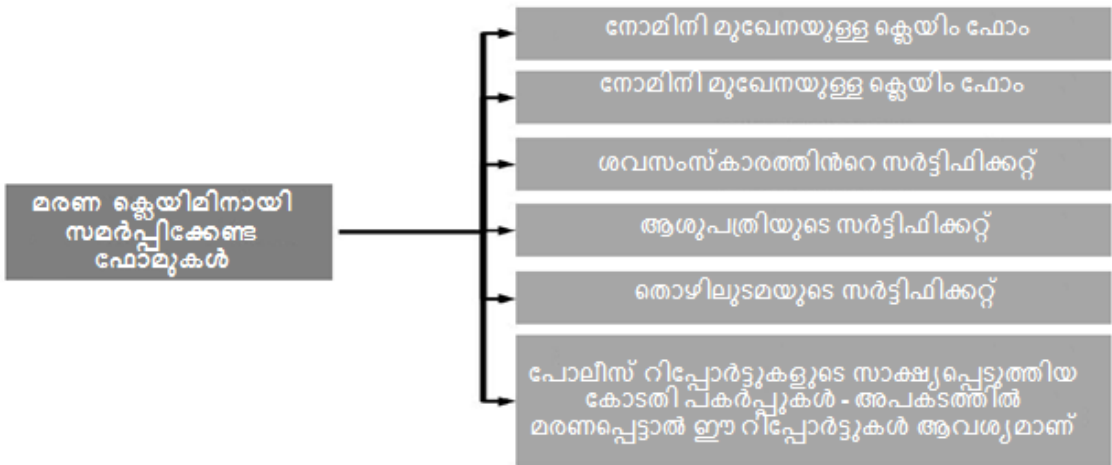 നോമിനി മുഖേനയുള്ള ക്ലെയിം ഫോം
നോമിനി മുഖേനയുള്ള ക്ലെയിം ഫോം
ശവസംസ്കാരത്തിൻറെ സർട്ടിഫിക്കറ്റ്
മരണ ക്ലെയിമിനായി
സമർപ്പിക്കേണ്ട
ഫോമുകൾ
ആശുപത്രിയുടെ സർട്ടിഫിക്കറ്റ്
തൊഴിലുടമയുടെ സർട്ടിഫിക്കറ്റ്
പോലീസ് റിപ്പോർട്ടുകളുടെ സാക്ഷ്യപ്പെടുത്തിയ
കോടതി പകർപ്പുകൾ - അപകടത്തിൽ
മരണപ്പെട്ടാൽ ഈ റിപ്പോർട്ടുകൾ ആവശ്യമാണ്